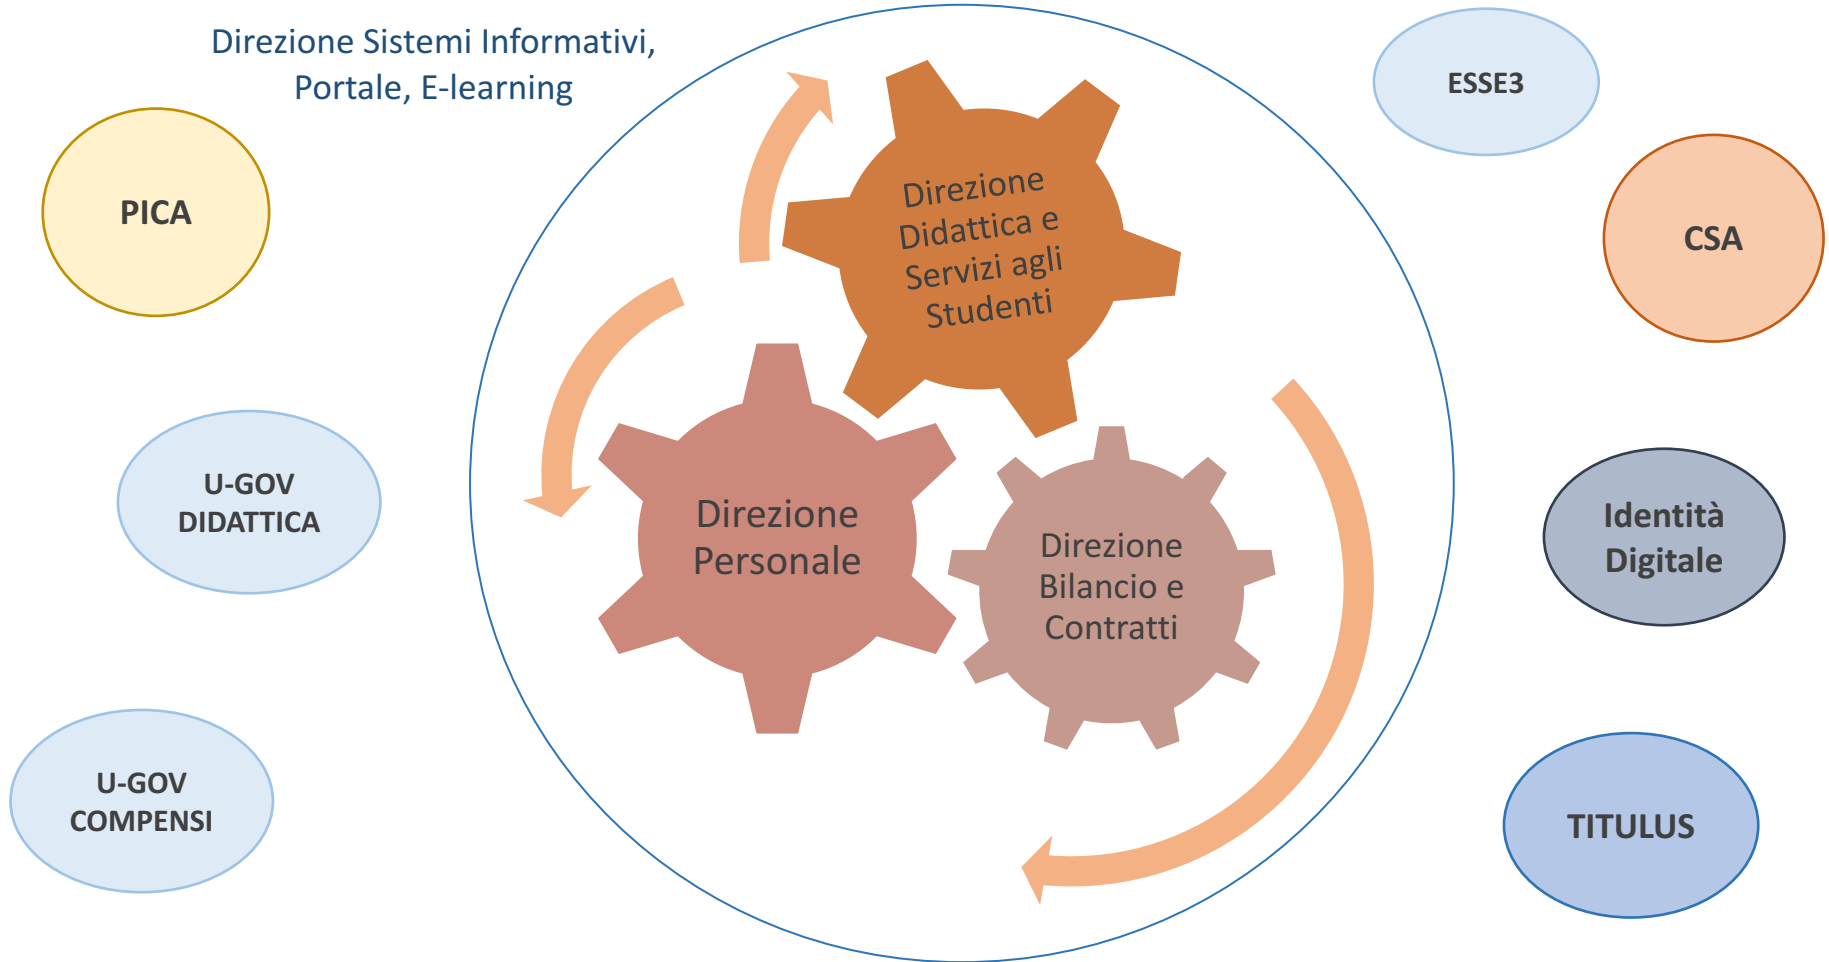 Direzione Sistemi Informativi,
Portale, E-learning
PICA
U-GOV
DIDATTICA
U-GOV
COMPENSI
Direzione
Didattica e
Servizi agli
Studenti
Direzione
Personale
Direzione
Bilancio e
Contratti
ESSE3
CSA
Identità
Digitale
TITULUS